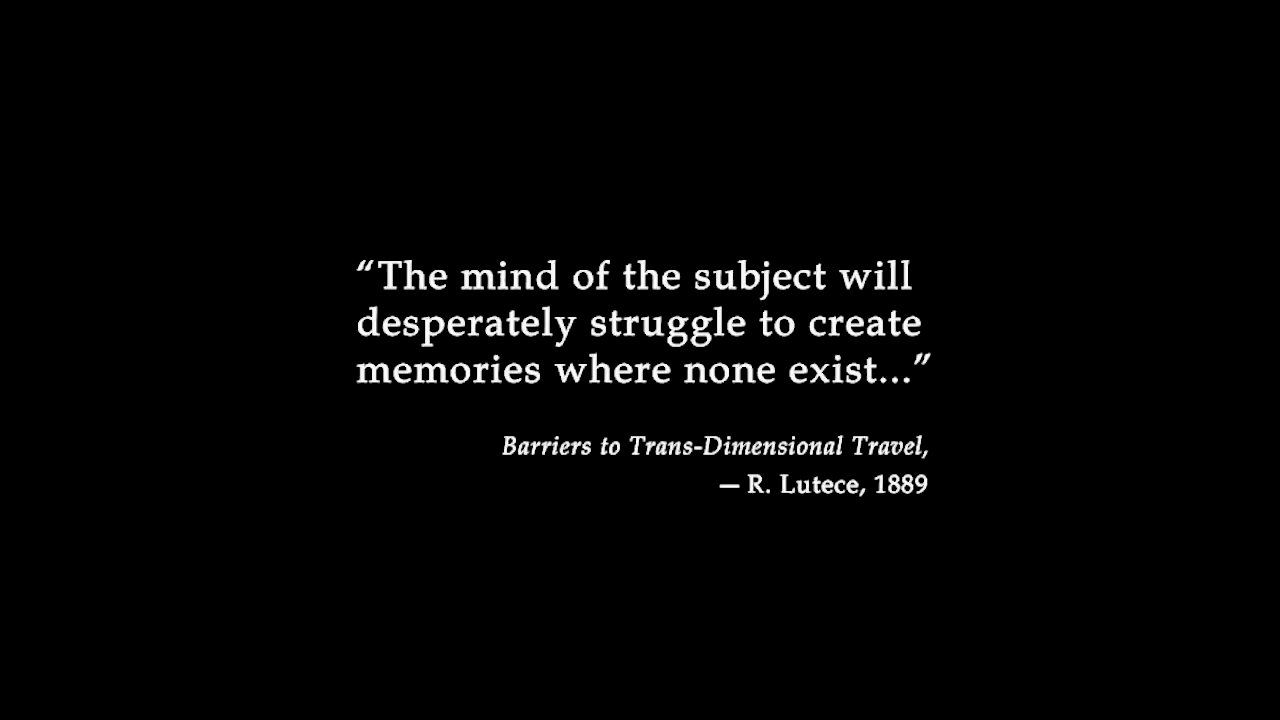 “The mind of the subject will
desperately struggle to create
memories where none exist...”
Barriers to Trans-Dimensional Travel,
— R. Lutece, 1889